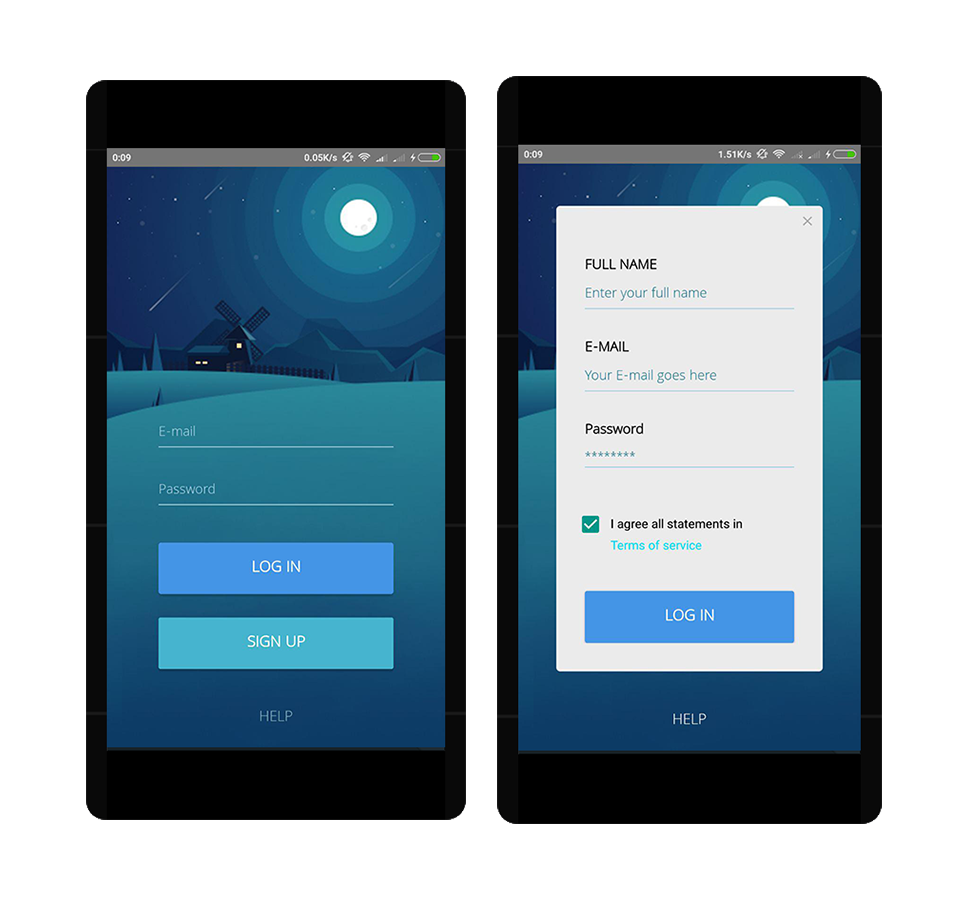 0:09 0.05K/s
E-mail
Password
LOG IN
SIGN UP
HELP
0:09 1.51K/s
FULL NAME
Enter your full name
E-MAIL
Your E-mail goes here
Password
********
I agree all statements in
Terms of service
LOG IN
HELP